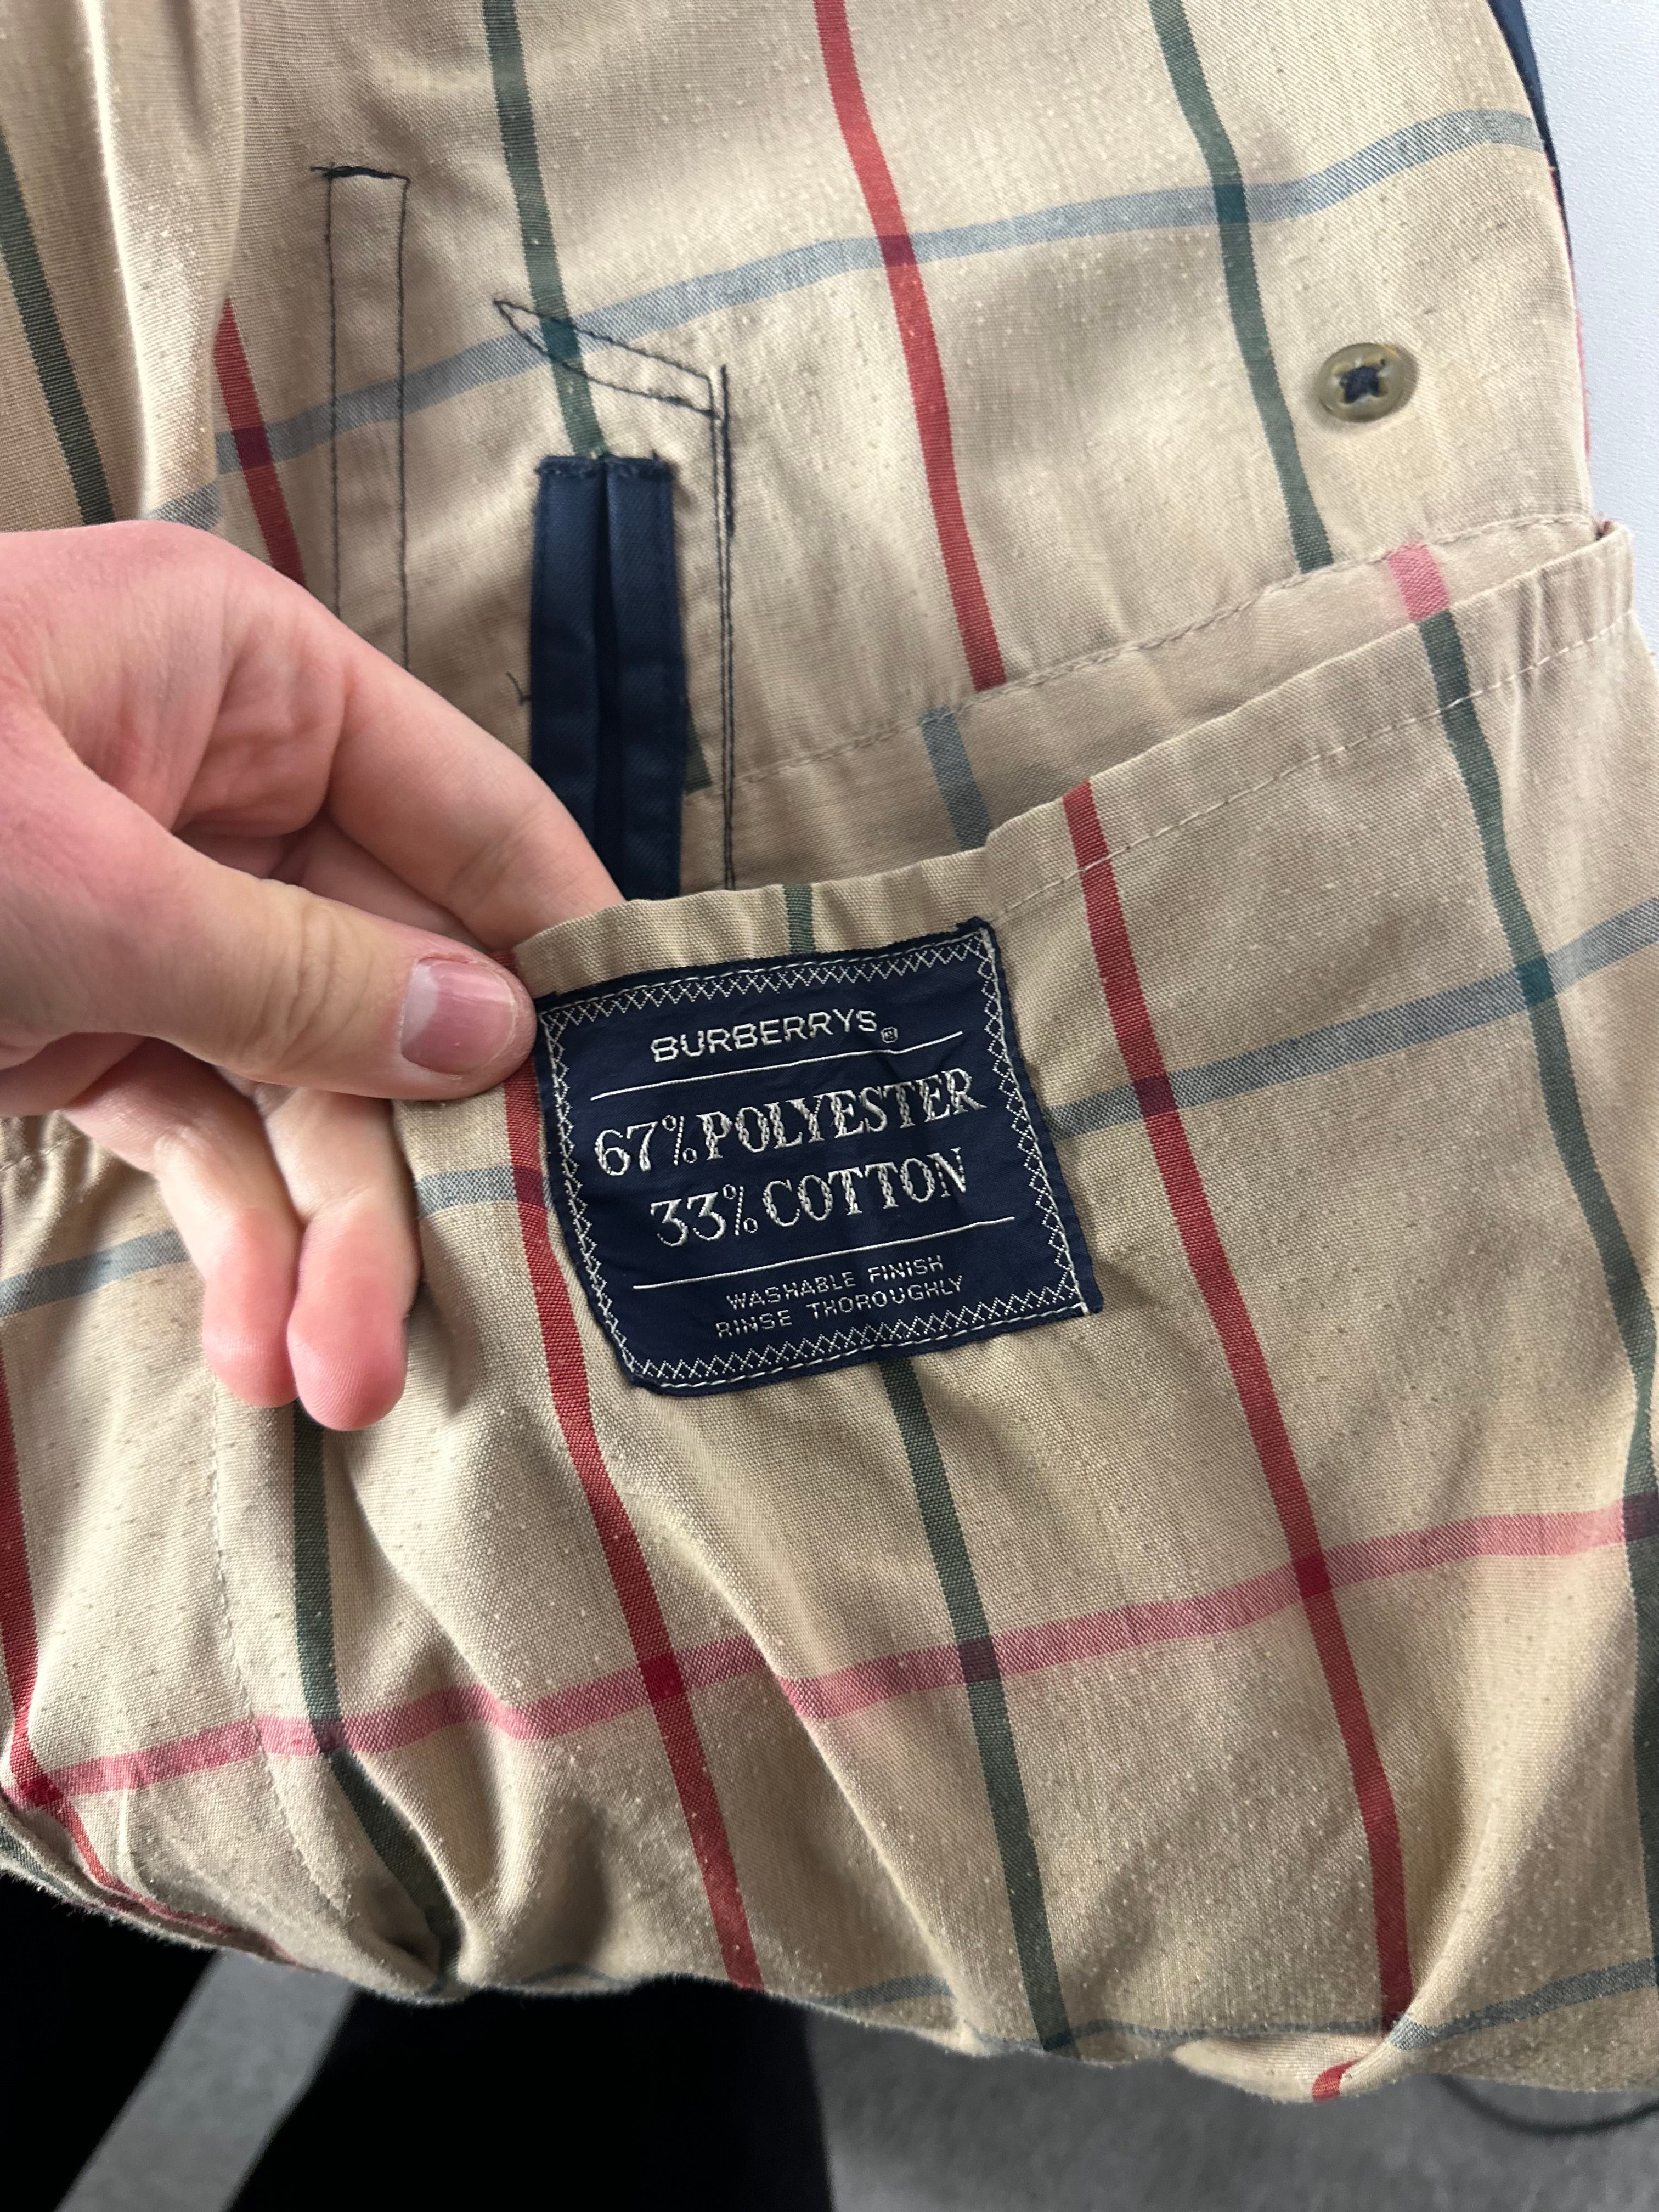 BURBERRYS®
67% POLYESTER
33% COTTON
WASHABLE FINISH
RINSE THOROUGHLY